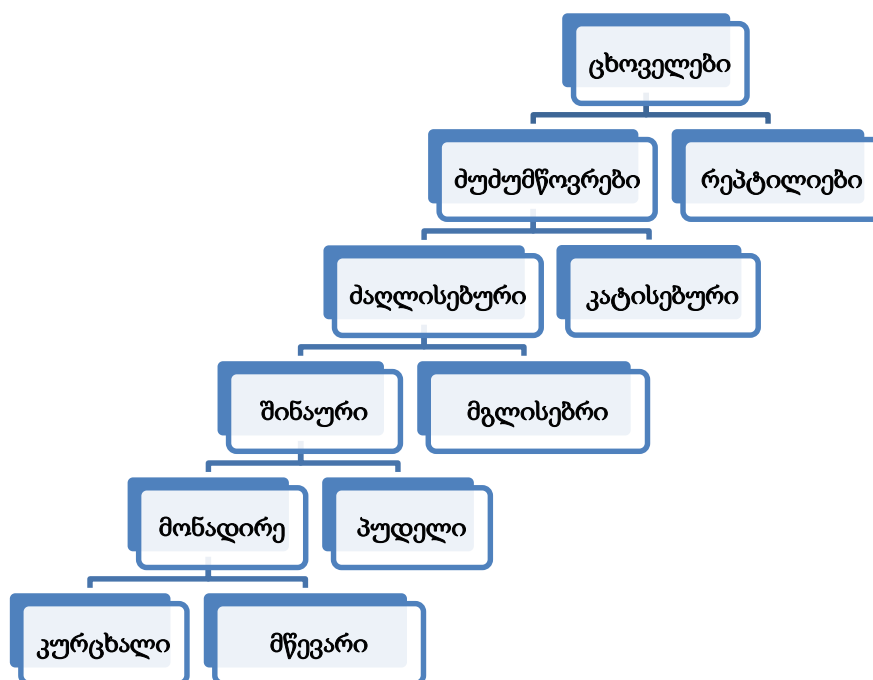 ცხოველები
ძუძუმწოვრები
რეპტილიები
ძაღლისებური
კატისებური
შინაური
მგლისებრი
მონადირე
პუდელი
კურცხალი
მწევარი